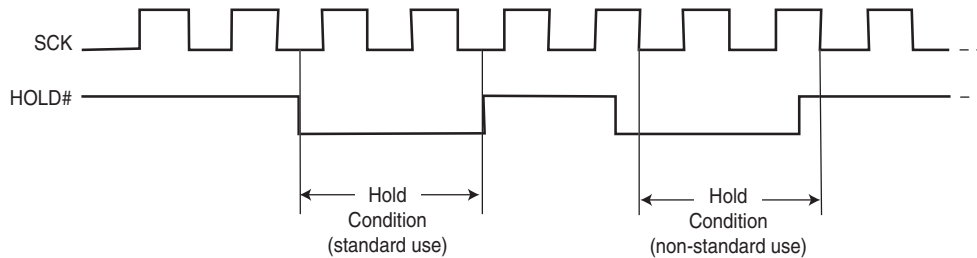 SCK
HOLD#
Hold
Condition
(standard use)
Hold
Condition
(non-standard use)